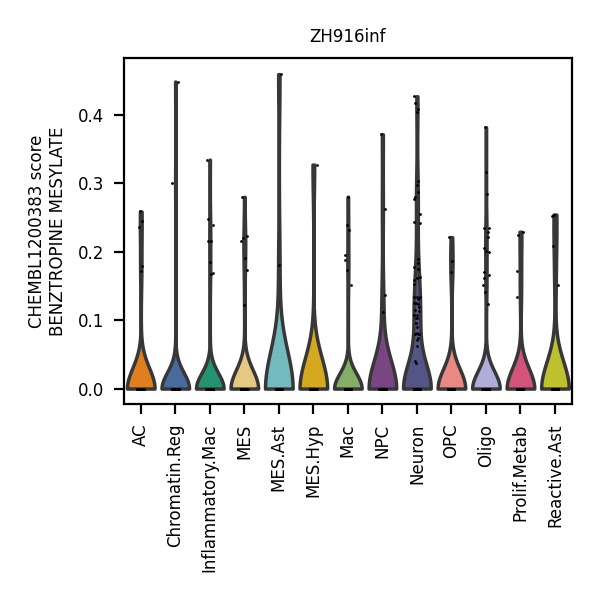 ZH916inf
CHEMBL1200383 score
BENZTROPINE MESYLATE
0.4
0.3
0.2
0.1
0.0
AC
Chromatin.Reg
Inflammatory.Mac
MES
MES.Ast
MES.Hyp
Mac
NPC
Neuron
OPC
Oligo
Prolif.Metab
Reactive.Ast